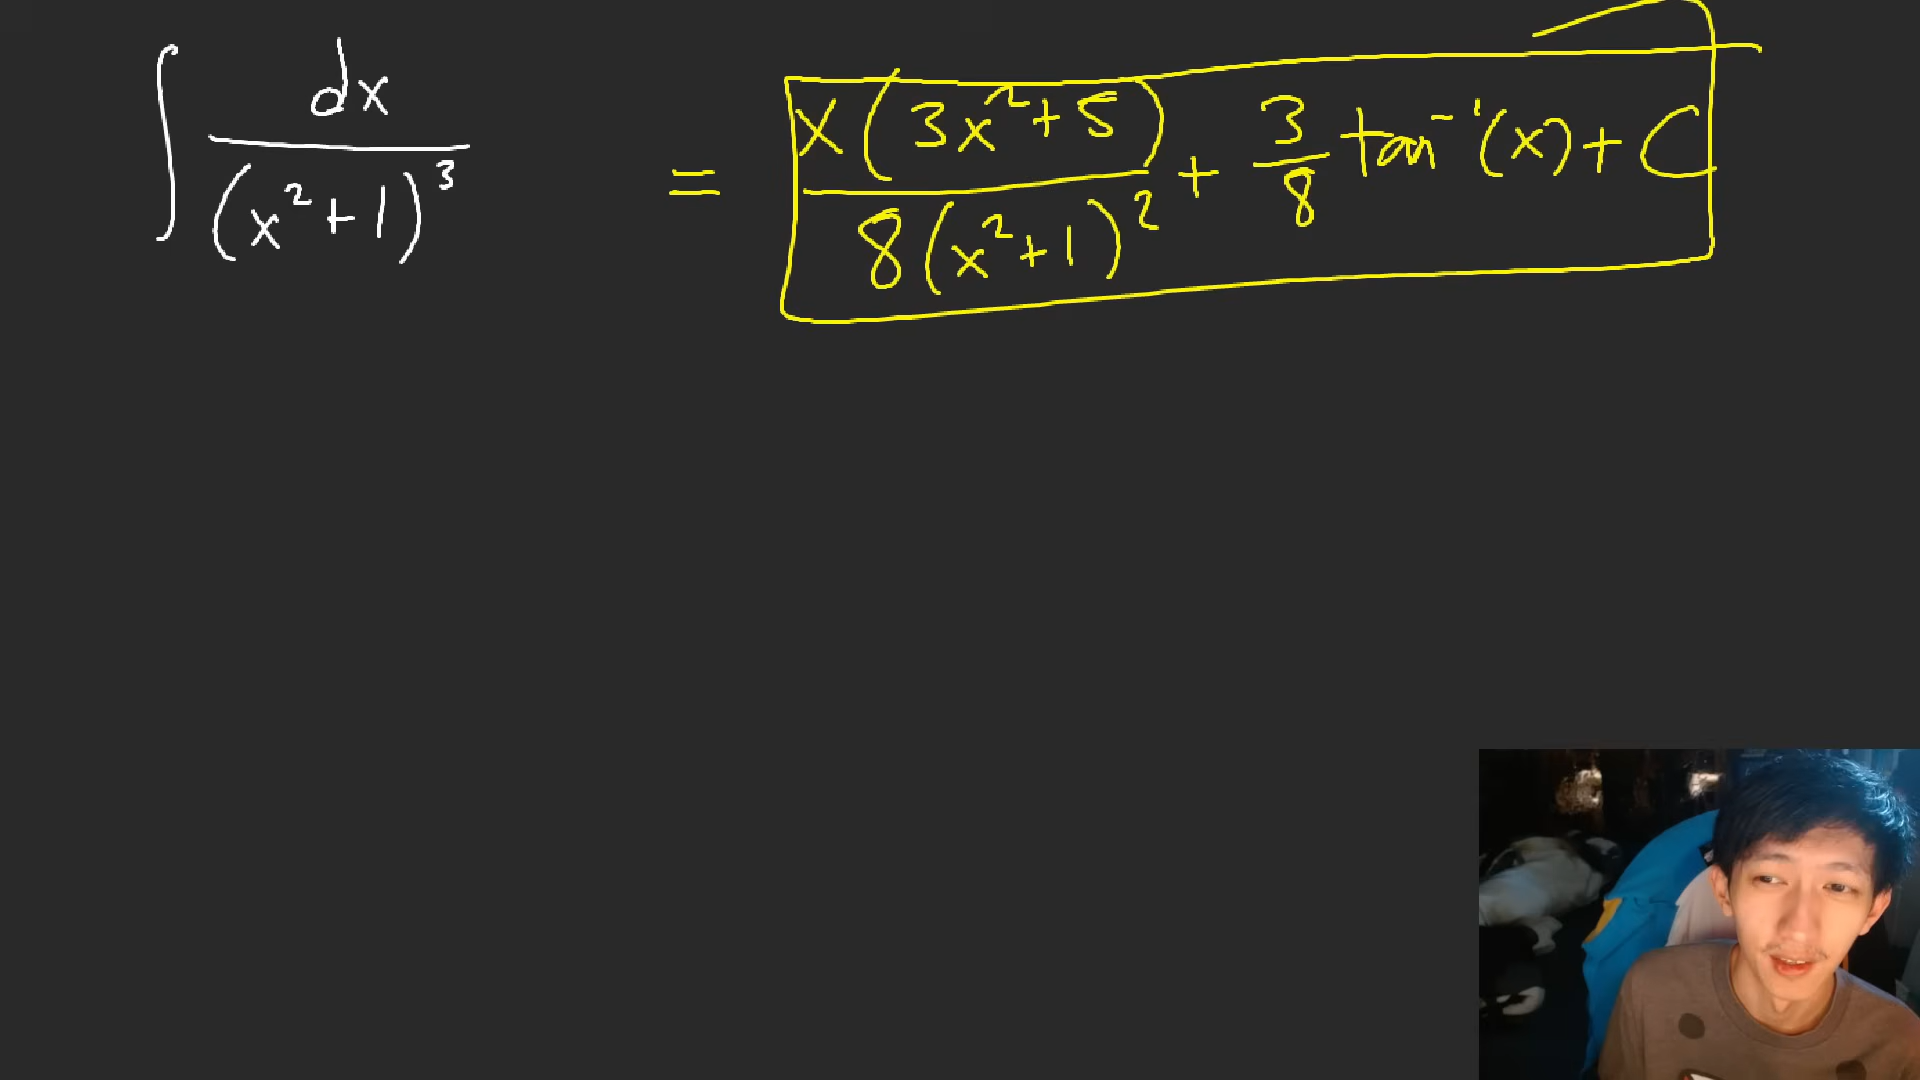 ∫ dx / (x² + 1)³ = x(3x² + 5) / 8(x² + 1)² + 3/8 tan⁻¹(x) + C